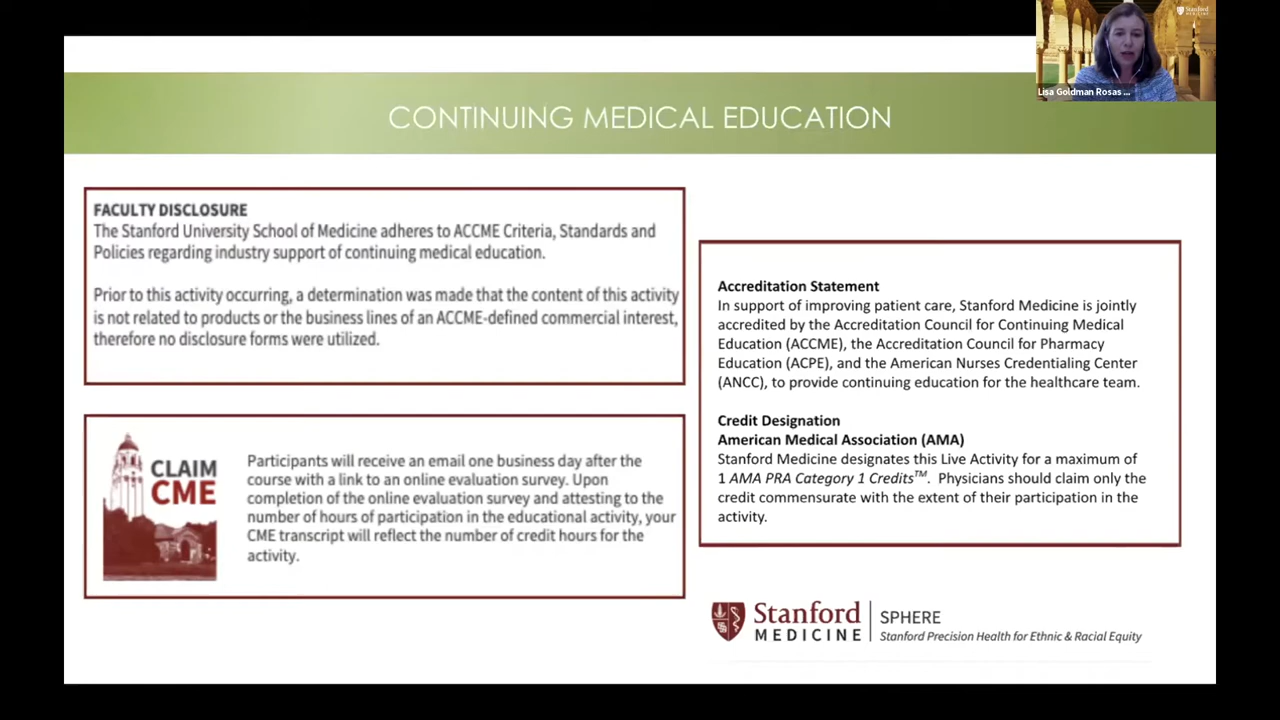 Stanford
MEDICINE
Lisa Goldman Rosas ...
CONTINUING MEDICAL EDUCATION
FACULTY DISCLOSURE
The Stanford University School of Medicine adheres to ACCME Criteria, Standards and
Policies regarding industry support of continuing medical education.
Prior to this activity occurring, a determination was made that the content of this activity
is not related to products or the business lines of an ACCME-defined commercial interest,
therefore no disclosure forms were utilized.
CLAIM
CME
Participants will receive an email one business day after the
course with a link to an online evaluation survey. Upon
completion of the online evaluation survey and attesting to the
number of hours of participation in the educational activity, your
CME transcript will reflect the number of credit hours for the
activity.
Accreditation Statement
In support of improving patient care, Stanford Medicine is jointly
accredited by the Accreditation Council for Continuing Medical
Education (ACCME), the Accreditation Council for Pharmacy
Education (ACPE), and the American Nurses Credentialing Center
(ANCC), to provide continuing education for the healthcare team.
Credit Designation
American Medical Association (AMA)
Stanford Medicine designates this Live Activity for a maximum of
1 AMA PRA Category 1 Credits™. Physicians should claim only the
credit commensurate with the extent of their participation in the
activity.
Stanford
MEDICINE
SPHERE
Stanford Precision Health for Ethnic & Racial Equity